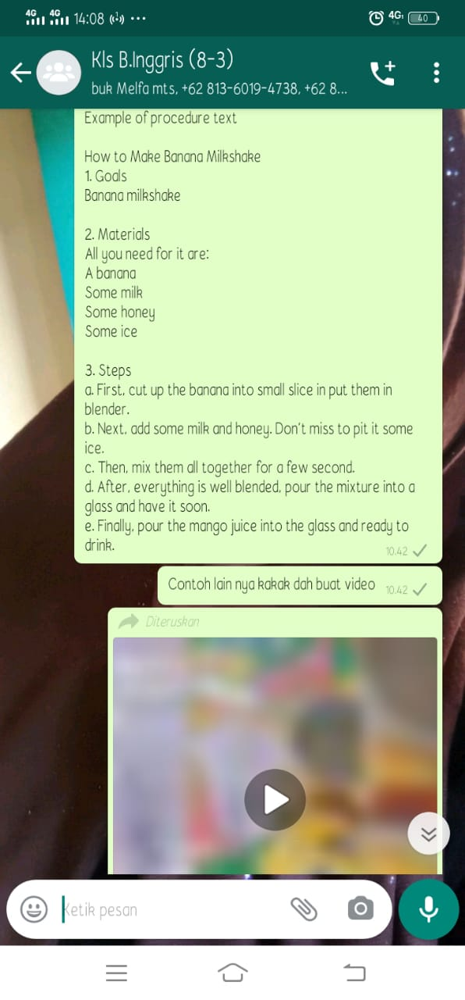 4G 4G 14:08
4G 40
Kls B.Inggris (8-3)
buk Melfa mts, +62 813-6019-4738, +62 8...
Example of procedure text
How to Make Banana Milkshake
1. Goals
Banana milkshake
2. Materials
All you need for it are:
A banana
Some milk
Some honey
Some ice
3. Steps
a. First, cut up the banana into small slice in put them in
blender.
b. Next, add some milk and honey. Don't miss to pit it some
ice.
c. Then, mix them all together for a few second.
d. After, everything is well blended, pour the mixture into a
glass and have it soon.
e. Finally, pour the mango juice into the glass and ready to
drink.
10.42
Contoh lain nya kakak dah buat video 10.42
Diteruskan
Ketik pesan